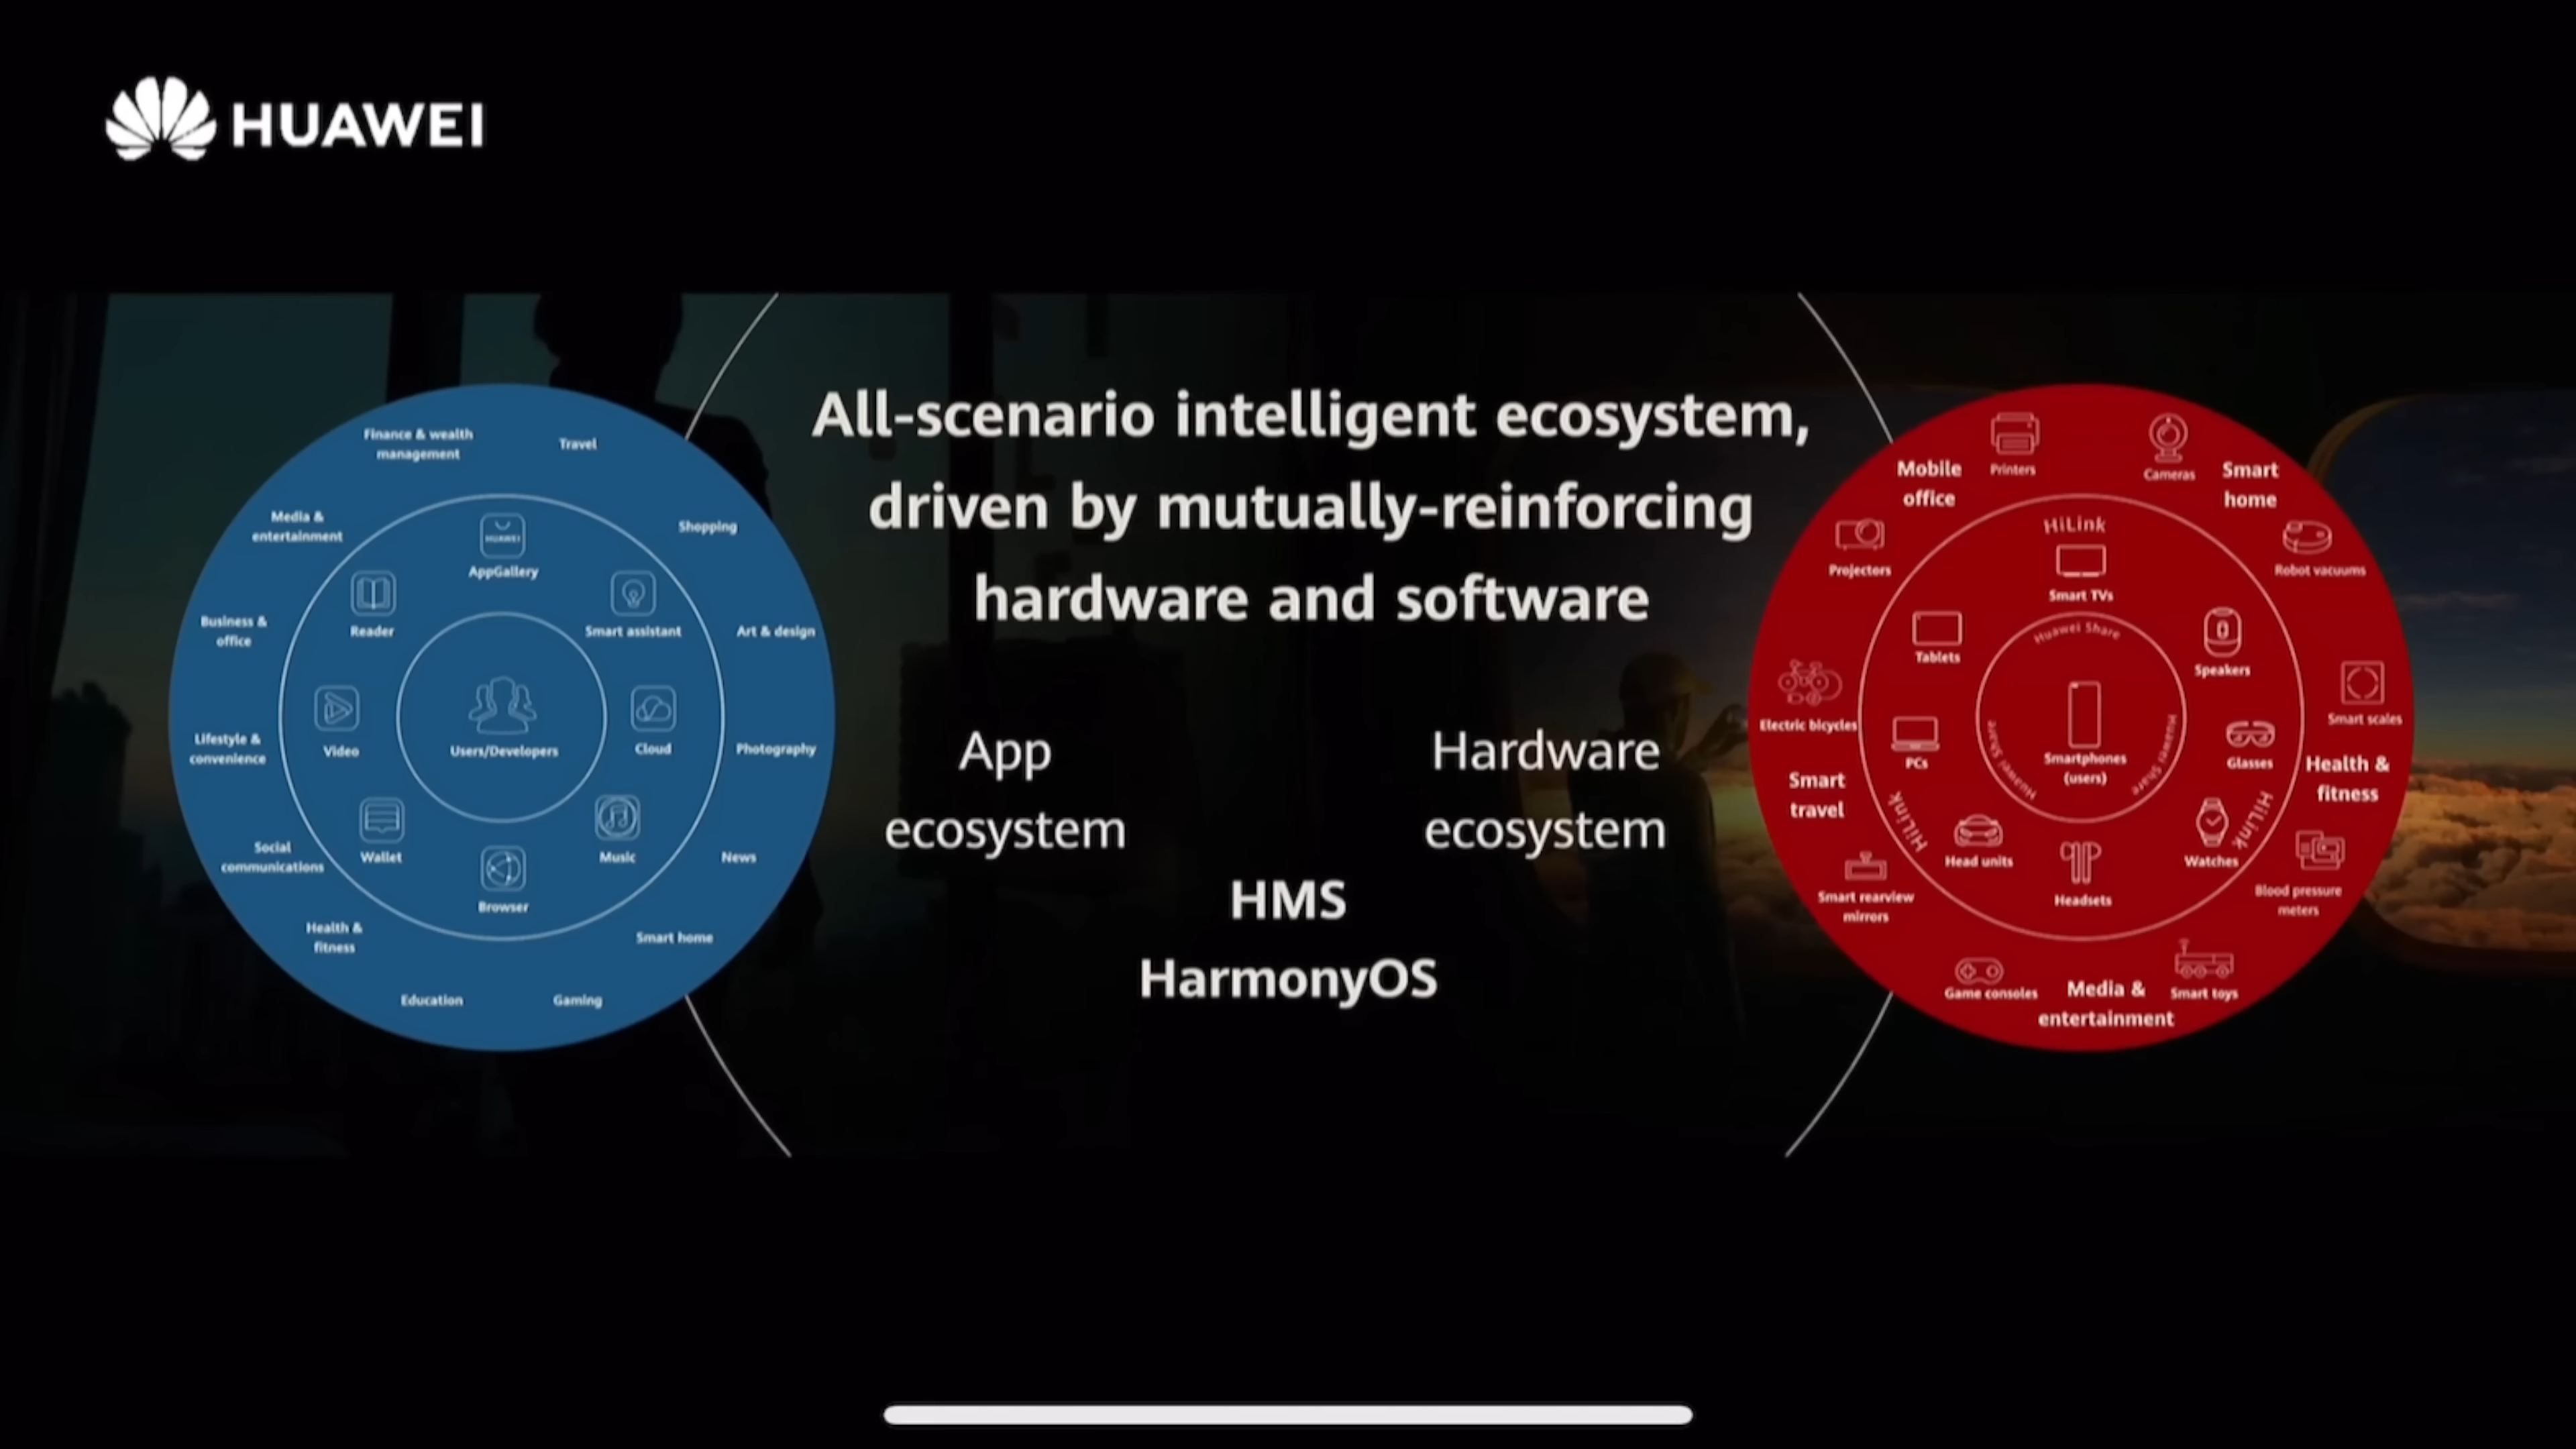 HUAWEI
All-scenario intelligent ecosystem,
driven by mutually-reinforcing
hardware and software
App
ecosystem
Hardware
ecosystem
HMS
HarmonyOS
Finance & wealth
management
Travel
Media &
entertainment
Shopping
Business &
office
Art & design
Lifestyle &
convenience
Photography
Social
communications
News
Health &
fitness
Smart home
Education
Gaming
HUAWEI
AppGallery
Reader
Smart assistant
Video
Users/Developers
Cloud
Wallet
Music
Browser
Mobile
office
Printers
Cameras
Smart
home
Projectors
Robot vacuums
Electric bicycles
Smart scales
Smart
travel
Health &
fitness
Smart rearview
mirrors
Blood pressure
meters
Game consoles
Media &
entertainment
Smart toys
HiLink
Smart TVs
Tablets
Speakers
PCs
Glasses
Head units
Headsets
Watches
HiLink
HiLink
Huawei Share
Huawei Share
Huawei Share
Smartphones
(users)